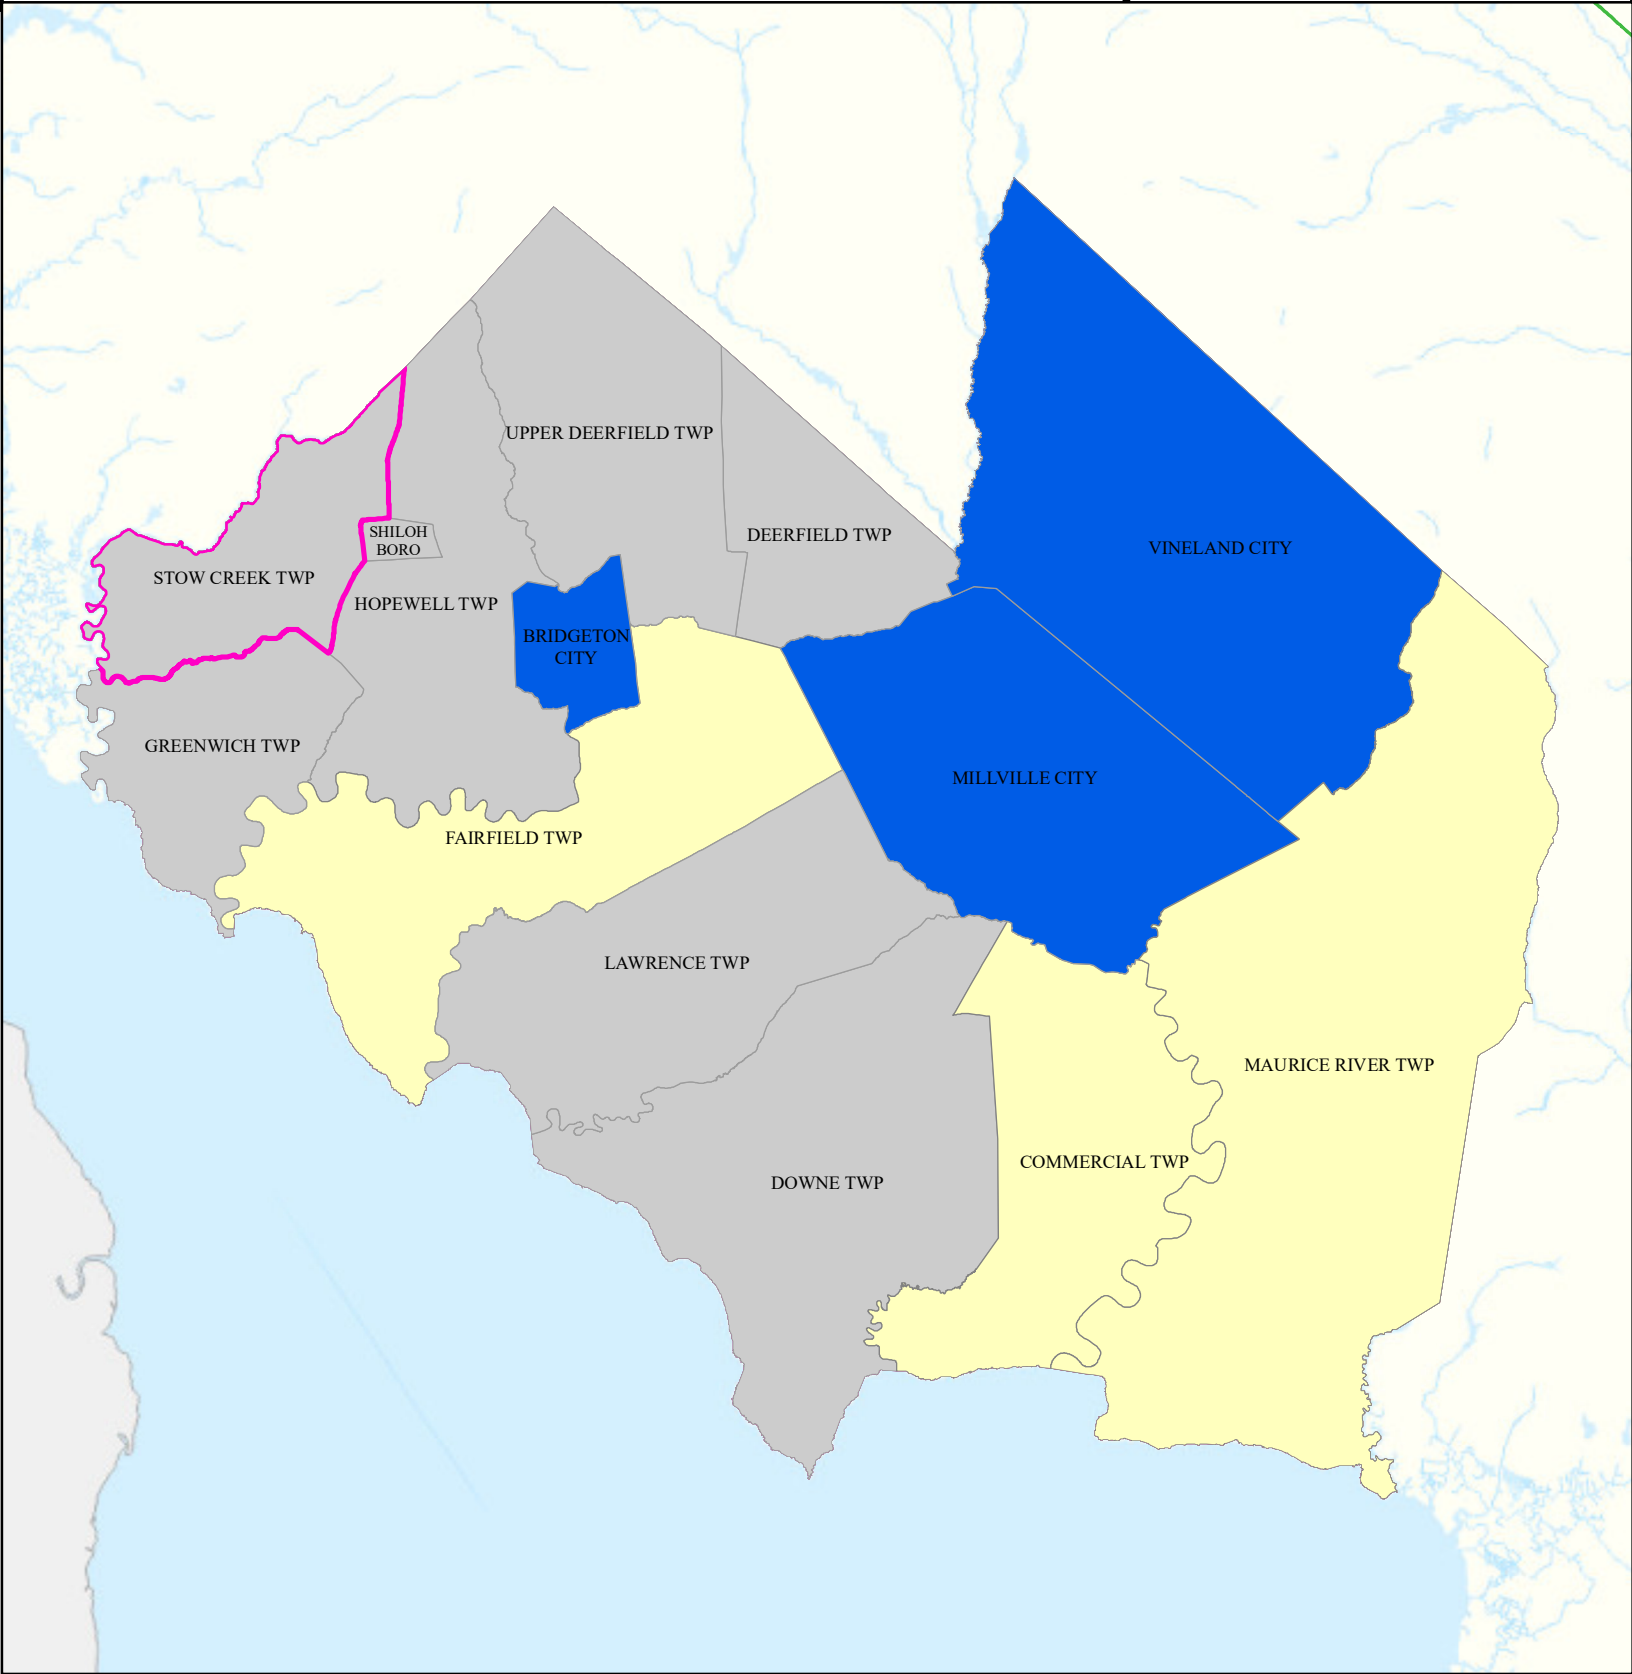 UPPER DEERFIELD TWP
DEERFIELD TWP
VINELAND CITY
SHILOH
BORO
STOW CREEK TWP
HOPEWELL TWP
BRIDGETON
CITY
GREENWICH TWP
MILLVILLE CITY
FAIRFIELD TWP
LAWRENCE TWP
MAURICE RIVER TWP
COMMERCIAL TWP
DOWNE TWP